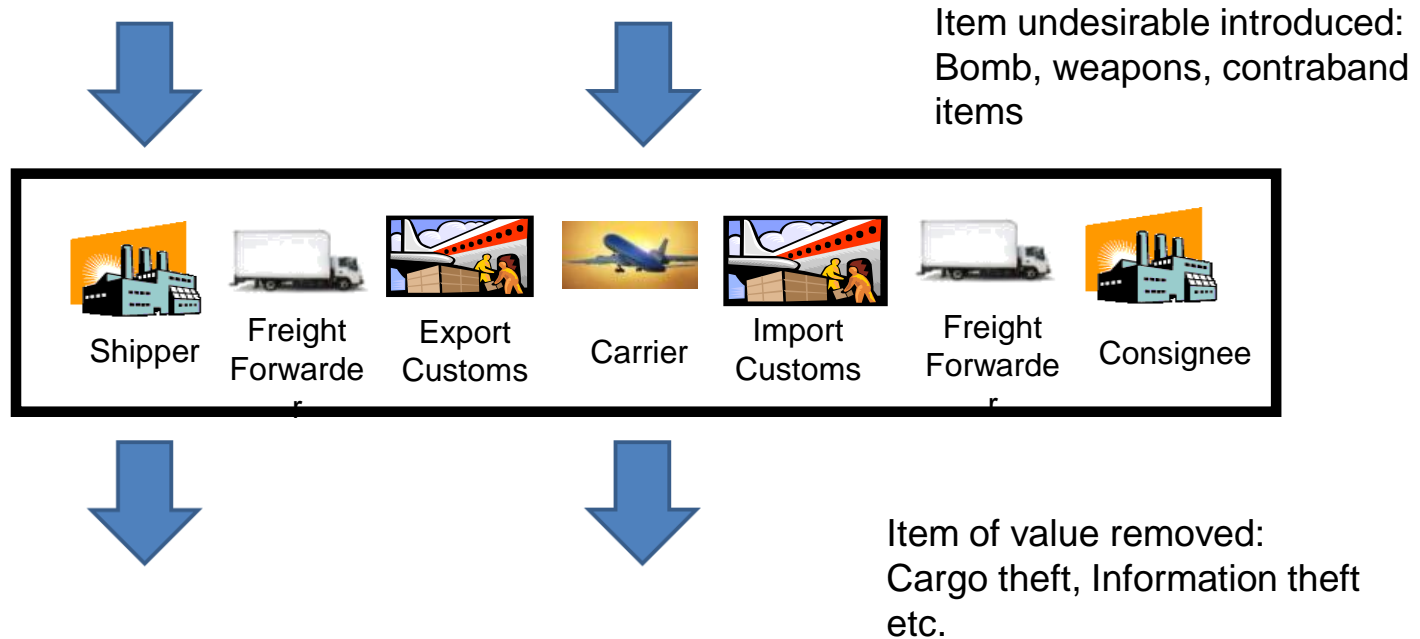 Item undesirable introduced:
Bomb, weapons, contraband
items
Shipper
Freight
Forwarde
r
Export
Customs
Carrier
Import
Customs
Freight
Forwarde
r
Consignee
Item of value removed:
Cargo theft, Information theft
etc.